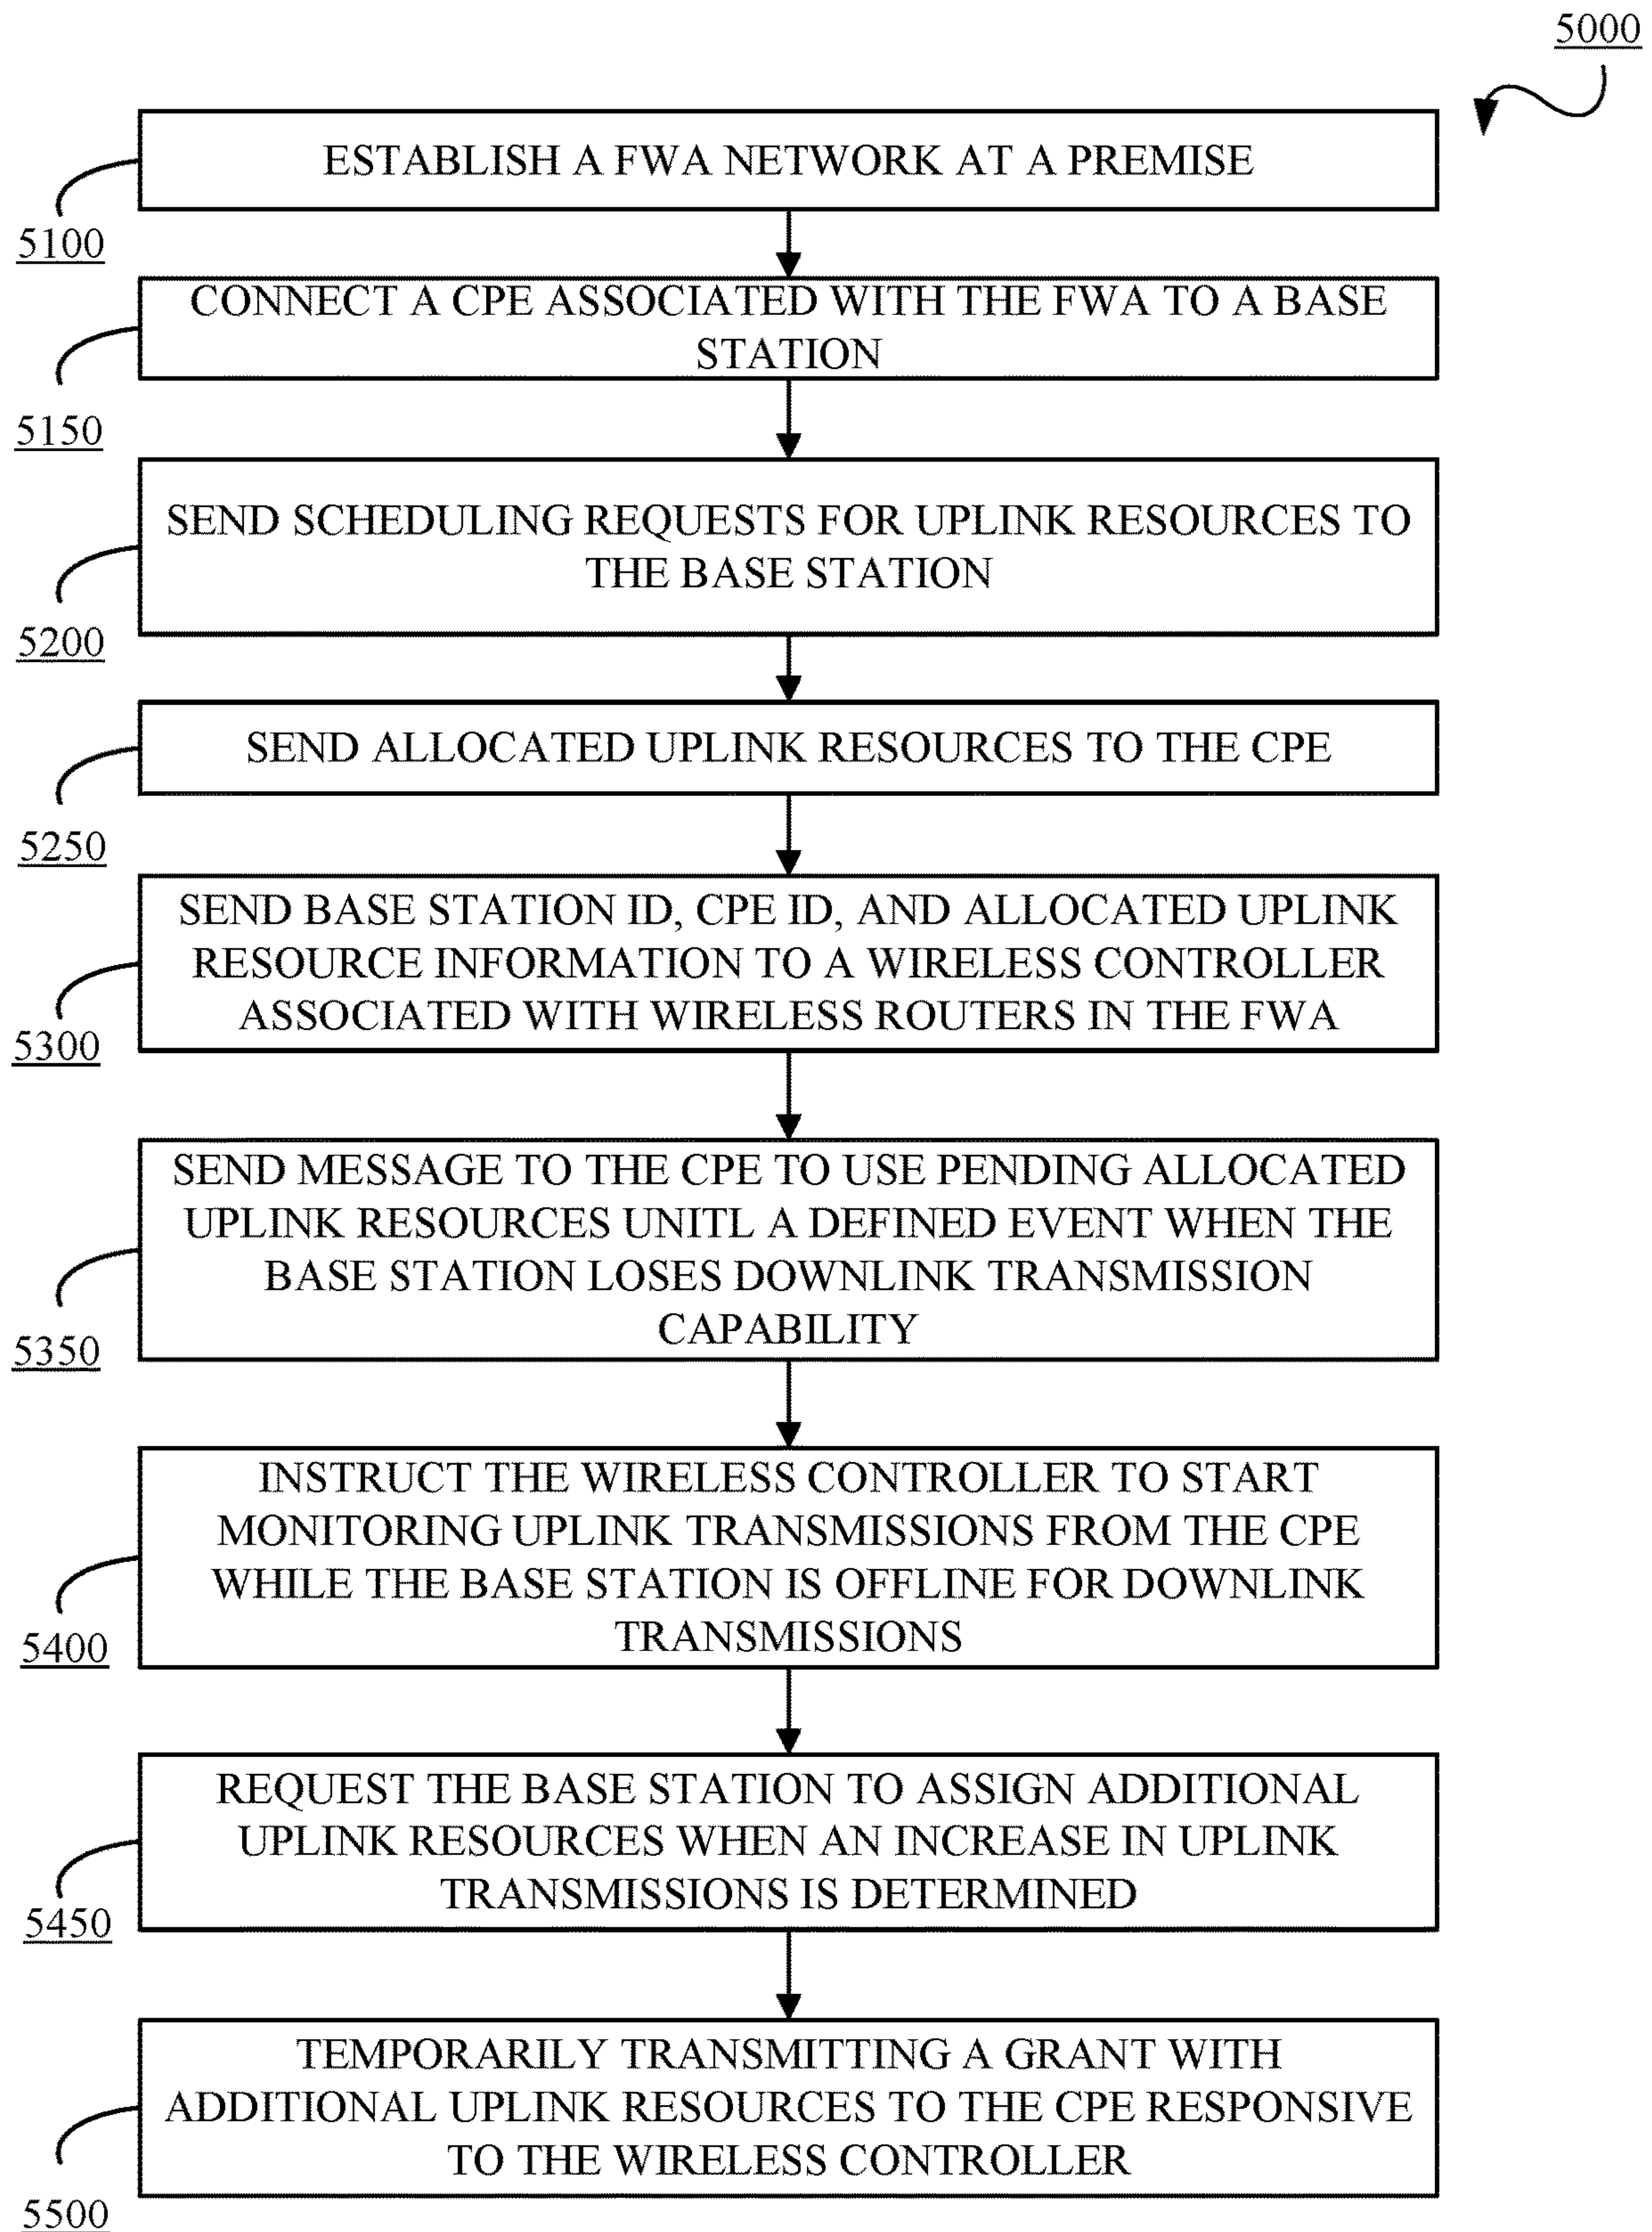 5000
ESTABLISH A FWA NETWORK AT A PREMISE
5100
CONNECT A CPE ASSOCIATED WITH THE FWA TO A BASE
STATION
5150
SEND SCHEDULING REQUESTS FOR UPLINK RESOURCES TO
THE BASE STATION
5200
SEND ALLOCATED UPLINK RESOURCES TO THE CPE
5250
SEND BASE STATION ID, CPE ID, AND ALLOCATED UPLINK
RESOURCE INFORMATION TO A WIRELESS CONTROLLER
ASSOCIATED WITH WIRELESS ROUTERS IN THE FWA
5300
SEND MESSAGE TO THE CPE TO USE PENDING ALLOCATED
UPLINK RESOURCES UNITL A DEFINED EVENT WHEN THE
BASE STATION LOSES DOWNLINK TRANSMISSION
CAPABILITY
5350
INSTRUCT THE WIRELESS CONTROLLER TO START
MONITORING UPLINK TRANSMISSIONS FROM THE CPE
WHILE THE BASE STATION IS OFFLINE FOR DOWNLINK
TRANSMISSIONS
5400
REQUEST THE BASE STATION TO ASSIGN ADDITIONAL
UPLINK RESOURCES WHEN AN INCREASE IN UPLINK
TRANSMISSIONS IS DETERMINED
5450
TEMPORARILY TRANSMITTING A GRANT WITH
ADDITIONAL UPLINK RESOURCES TO THE CPE RESPONSIVE
TO THE WIRELESS CONTROLLER
5500